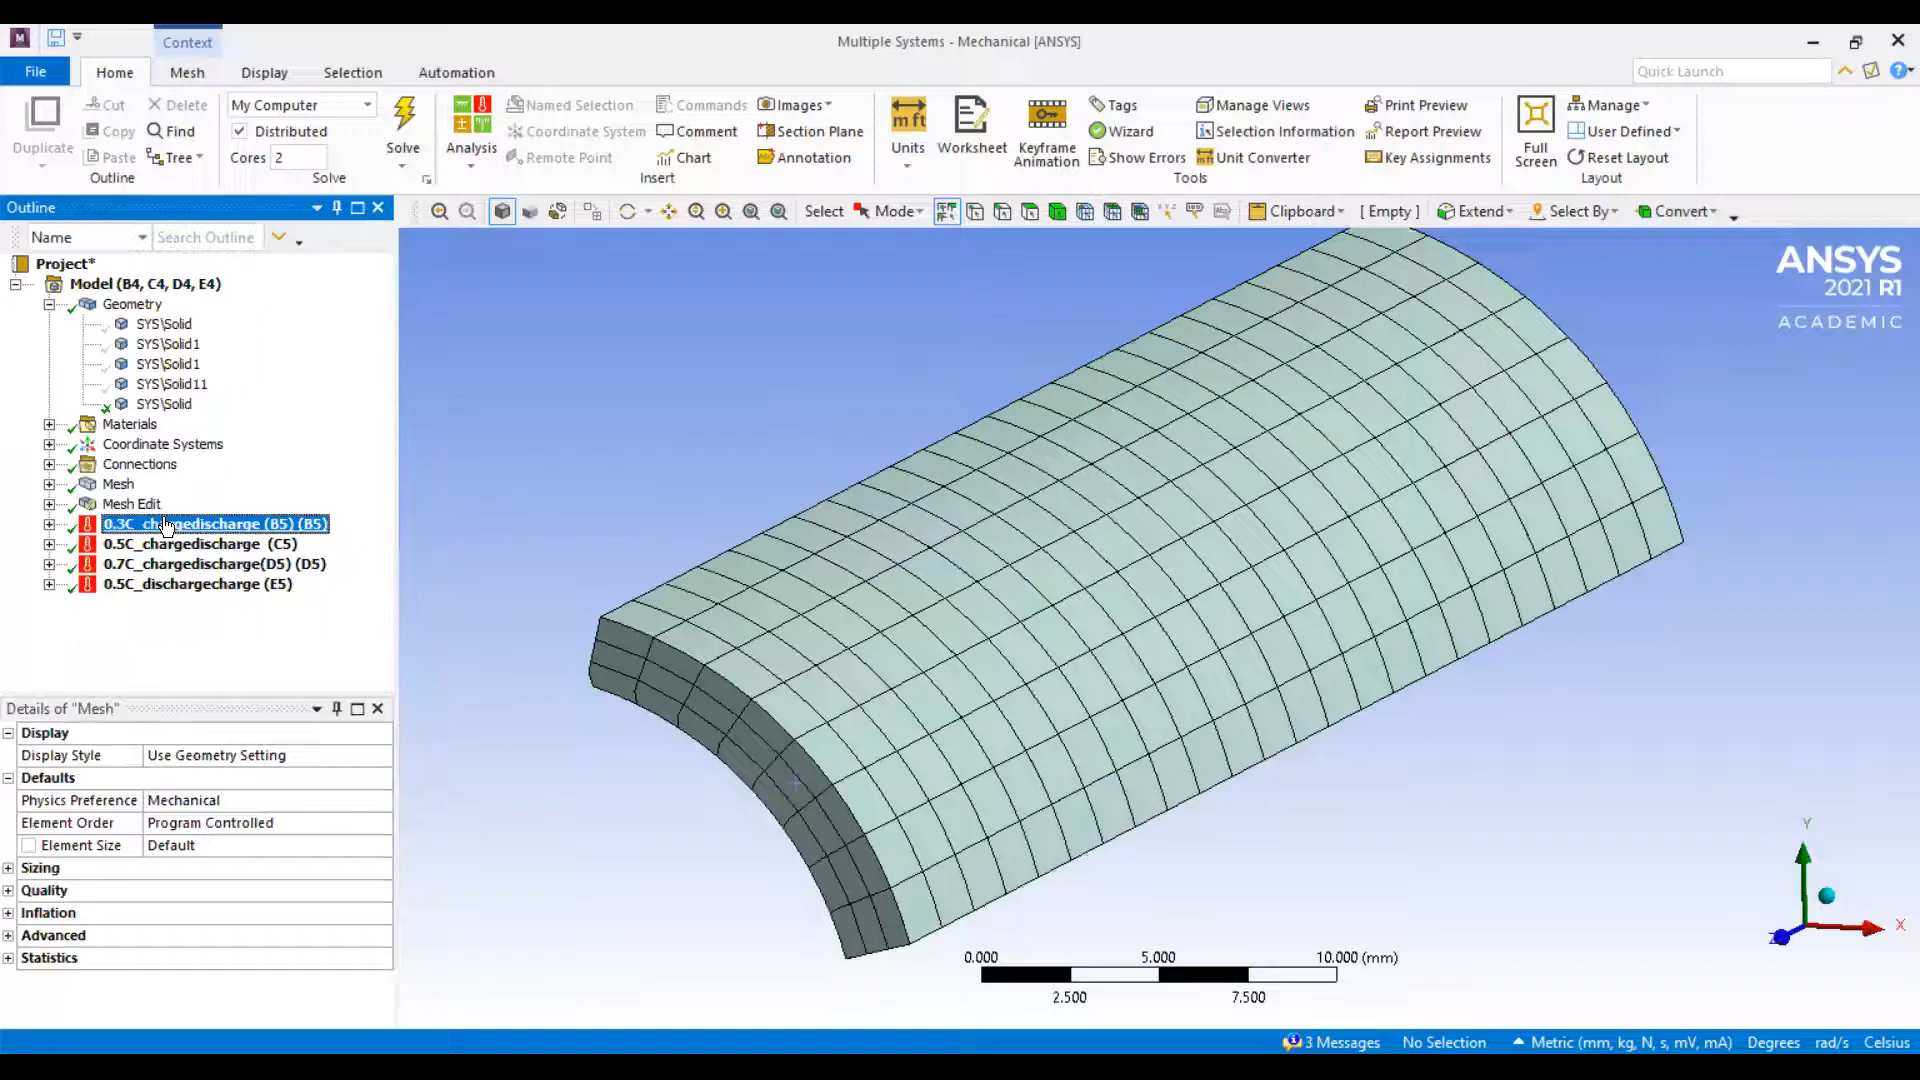 Context
Multiple Systems - Mechanical [ANSYS]
File Home Mesh Display Selection Automation
Quick Launch
Duplicate
Cut
Delete
Copy
Find
Paste
Tree
Outline
My Computer
Distributed
Cores 2
Solve
Solve
Analysis
Named Selection
Commands
Images
Coordinate System
Comment
Section Plane
Remote Point
Chart
Annotation
Insert
Units
Worksheet
Keyframe
Animation
Tags
Manage Views
Print Preview
Wizard
Selection Information
Report Preview
Show Errors
Unit Converter
Key Assignments
Tools
Full
Screen
Manage
User Defined
Reset Layout
Layout
Outline
Select Mode Clipboard [ Empty ] Extend Select By Convert
Name
Search Outline
Project*
Model (B4, C4, D4, E4)
Geometry
SYS\Solid
SYS\Solid1
SYS\Solid1
SYS\Solid11
SYS\Solid
Materials
Coordinate Systems
Connections
Mesh
Mesh Edit
0.3C_chargedischarge (B5) (B5)
0.5C_chargedischarge (C5)
0.7C_chargedischarge(D5) (D5)
0.5C_dischargecharge (E5)
Details of "Mesh"
Display
Display Style Use Geometry Setting
Defaults
Physics Preference Mechanical
Element Order Program Controlled
Element Size Default
Sizing
Quality
Inflation
Advanced
Statistics
ANSYS
2021 R1
ACADEMIC
Y
X
Z
0.000 5.000 10.000 (mm)
2.500 7.500
3 Messages No Selection Metric (mm, kg, N, s, mV, mA) Degrees rad/s Celsius